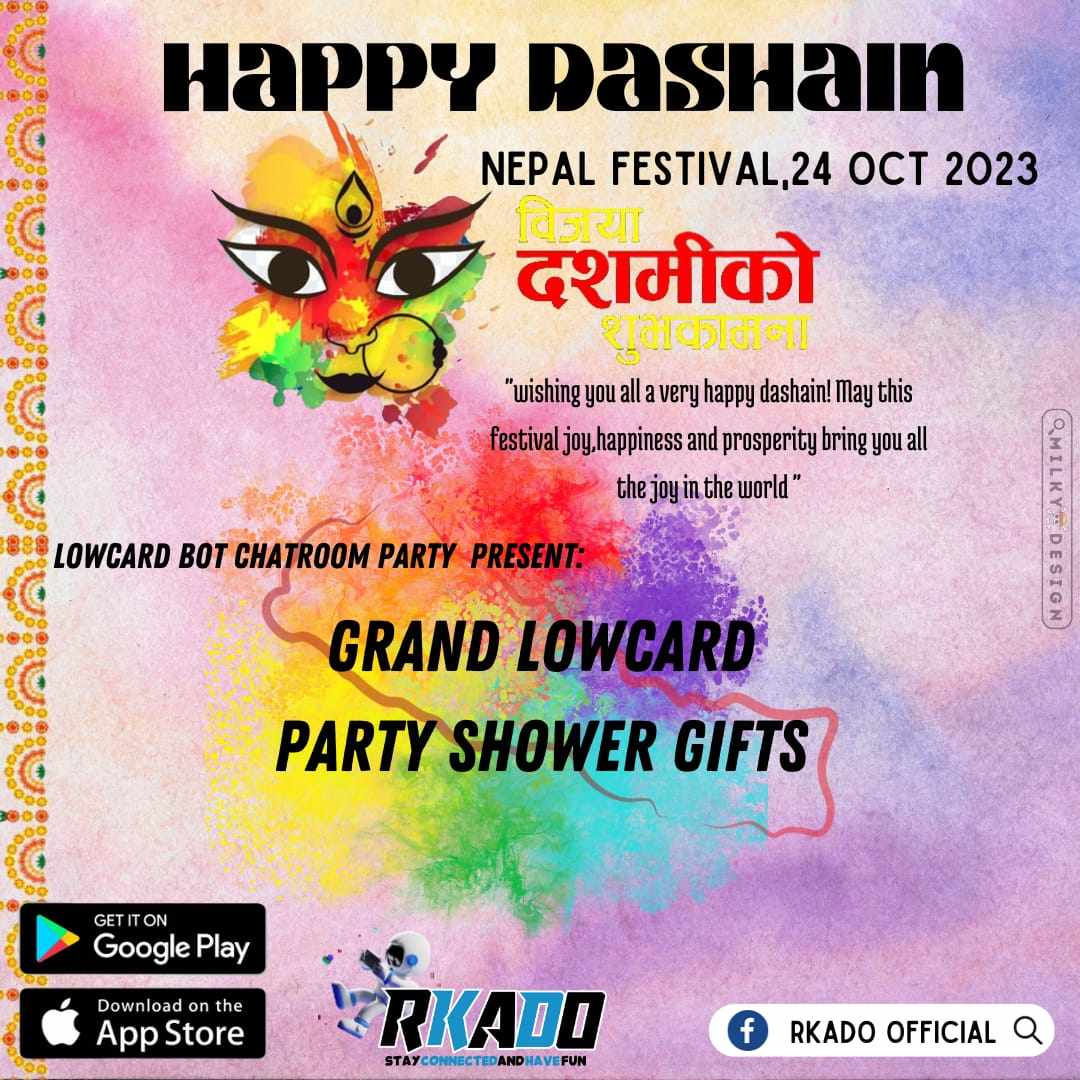 HAPPY DASHAIN
NEPAL FESTIVAL,24 OCT 2023
विजया
दशमीको
शुभकामना
"wishing you all a very happy dashain! May this
festival joy,happiness and prosperity bring you all
the joy in the world"
LOWCARD BOT CHATROOM PARTY PRESENT:
GRAND LOWCARD
PARTY SHOWER GIFTS
MILKY DESIGN
GET IT ON
Google Play
Download on the
App Store
RKADO
STAYCONNECTEDANDHAVEFUN
RKADO OFFICIAL